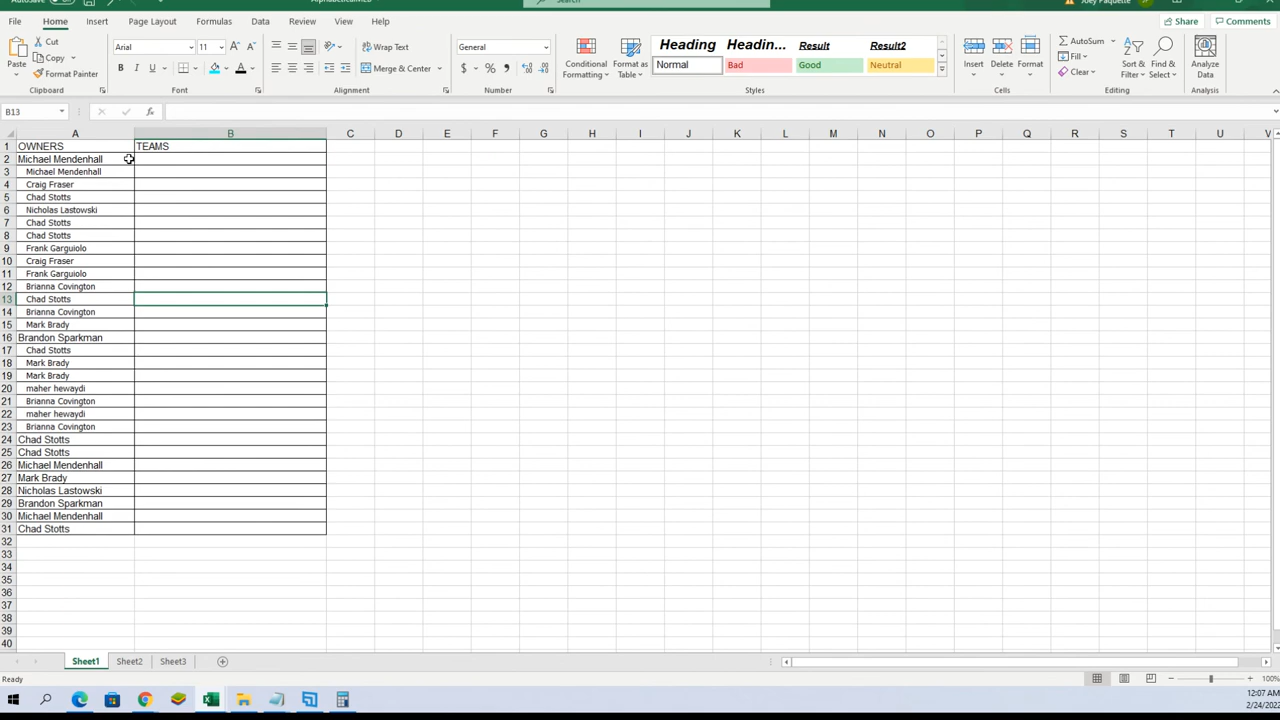 Joey Paquette
File Home Insert Page Layout Formulas Data Review View Help Share Comments
Cut
Copy
Format Painter
Paste
Arial 11
Wrap Text
Merge & Center
General
Conditional Formatting
Format as Table
Heading Headin... Result Result2
Normal Bad Good Neutral
Insert Delete Format
AutoSum
Fill
Clear
Sort & Filter
Find & Select
Analyze Data
Clipboard Font Alignment Number Styles Cells Editing Analysis
B13 fx
A B C D E F G H I J K L M N O P Q R S T U V
1 OWNERS TEAMS
2 Michael Mendenhall
3 Michael Mendenhall
4 Craig Fraser
5 Chad Stotts
6 Nicholas Lastowski
7 Chad Stotts
8 Chad Stotts
9 Frank Garguiolo
10 Craig Fraser
11 Frank Garguiolo
12 Brianna Covington
13 Chad Stotts
14 Brianna Covington
15 Mark Brady
16 Brandon Sparkman
17 Chad Stotts
18 Mark Brady
19 Mark Brady
20 maher hewaydi
21 Brianna Covington
22 maher hewaydi
23 Brianna Covington
24 Chad Stotts
25 Chad Stotts
26 Michael Mendenhall
27 Mark Brady
28 Nicholas Lastowski
29 Brandon Sparkman
30 Michael Mendenhall
31 Chad Stotts
32
33
34
35
36
37
38
39
40
Sheet1 Sheet2 Sheet3
Ready 100%
12:07 AM